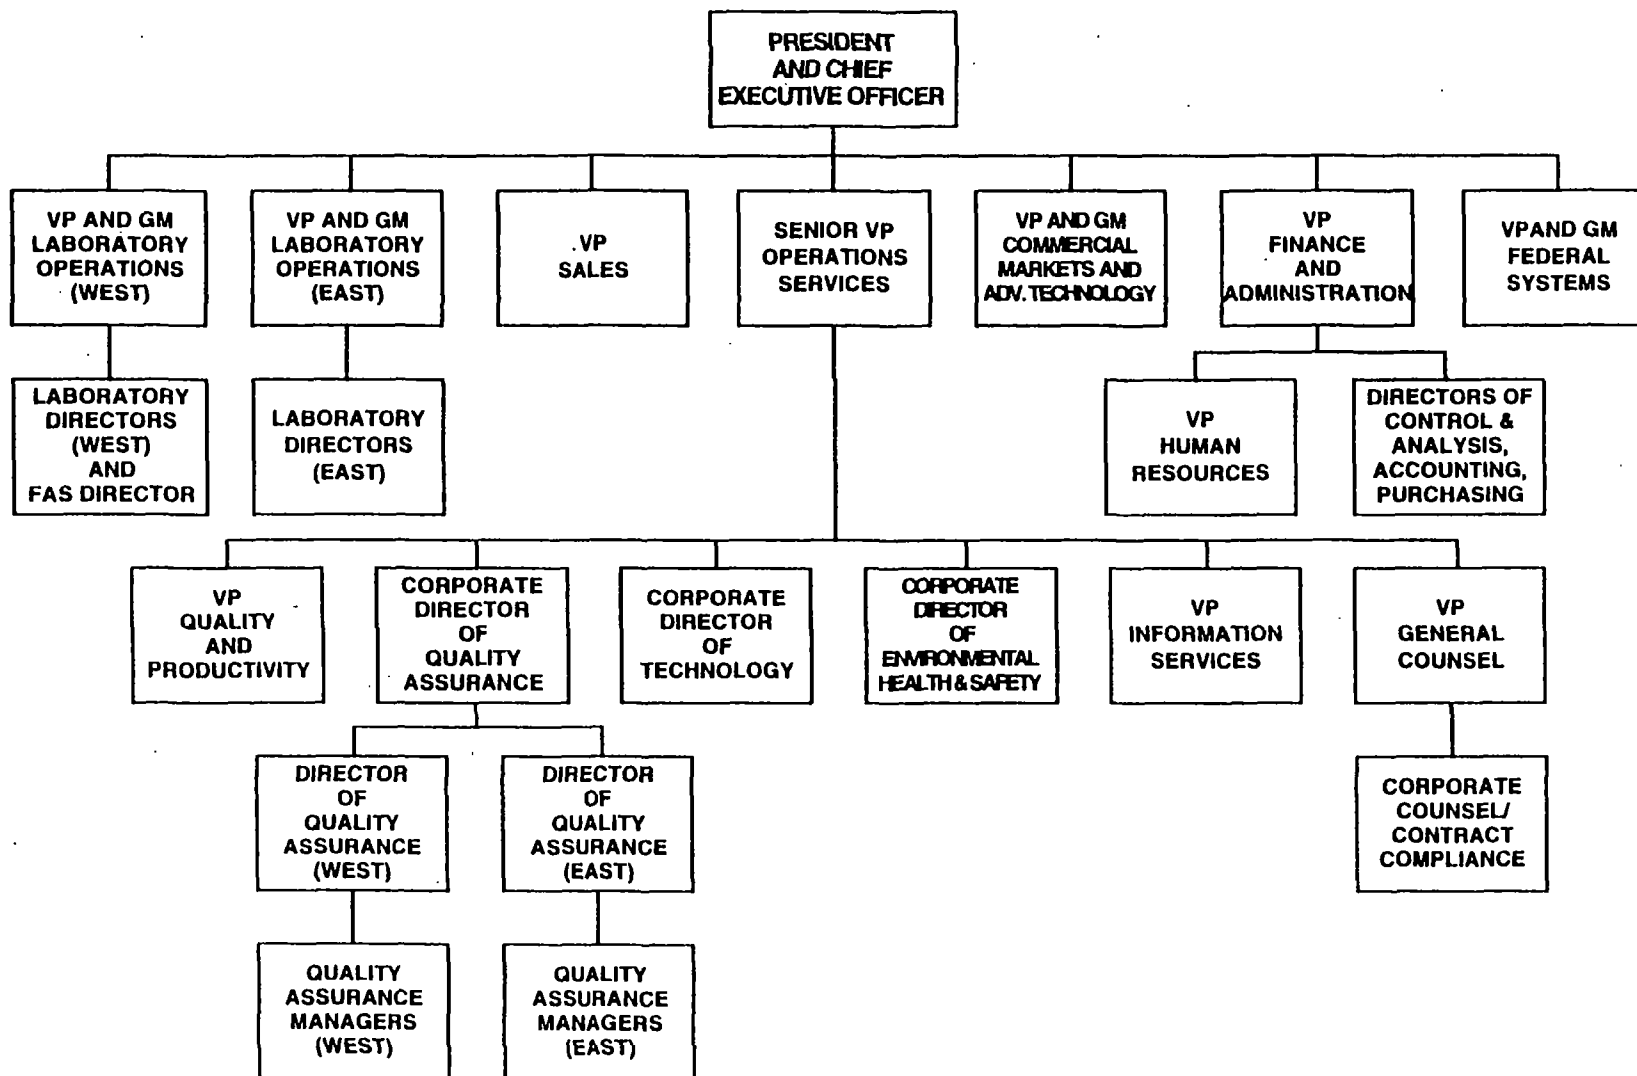 PRESIDENT
AND CHIEF
EXECUTIVE OFFICER
VP AND GM
LABORATORY
OPERATIONS
(WEST)
VP AND GM
LABORATORY
OPERATIONS
(EAST)
VP
SALES
SENIOR VP
OPERATIONS
SERVICES
VP AND GM
COMMERCIAL
MARKETS AND
ADV. TECHNOLOGY
VP
FINANCE
AND
ADMINISTRATION
VP AND GM
FEDERAL
SYSTEMS
LABORATORY
DIRECTORS
(WEST)
AND
FAS DIRECTOR
LABORATORY
DIRECTORS
(EAST)
VP
HUMAN
RESOURCES
DIRECTORS OF
CONTROL &
ANALYSIS,
ACCOUNTING,
PURCHASING
VP
QUALITY
AND
PRODUCTIVITY
CORPORATE
DIRECTOR
OF
QUALITY
ASSURANCE
CORPORATE
DIRECTOR
OF
TECHNOLOGY
CORPORATE
DIRECTOR
OF
ENVIRONMENTAL
HEALTH & SAFETY
VP
INFORMATION
SERVICES
VP
GENERAL
COUNSEL
DIRECTOR
OF
QUALITY
ASSURANCE
(WEST)
DIRECTOR
OF
QUALITY
ASSURANCE
(EAST)
CORPORATE
COUNSEL/
CONTRACT
COMPLIANCE
QUALITY
ASSURANCE
MANAGERS
(WEST)
QUALITY
ASSURANCE
MANAGERS
(EAST)